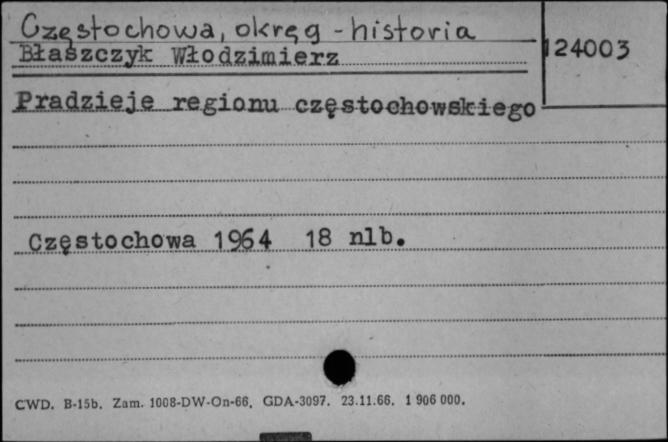 Częstochowa, okręg - historia
Błaszczyk Włodzimierz
124003
Pradzieje regionu częstochowskiego
Częstochowa 1964 18 nlb.
CWD. B-15b. Zam. 1008-DW-On-66. GDA-3097. 23.11.66. 1 906 000.